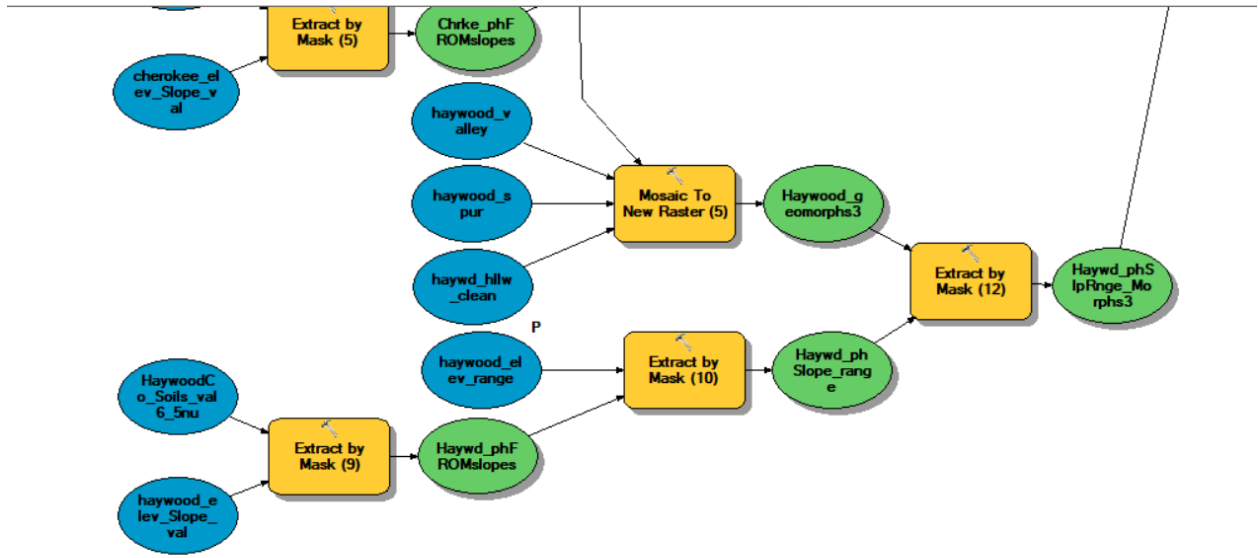 Extract by
Mask (5)
Chrke_phF
ROMslopes
cherokee_el
ev_Slope_v
al
haywood_v
alley
haywood_s
pur
Mosaic To
New Raster (5)
Haywood_g
eomorphs3
haywd_hllw
_clean
Extract by
Mask (12)
Haywd_phS
lpRnge_Mo
rphs3
P
haywood_el
ev_range
Extract by
Mask (10)
Haywd_ph
Slope_rang
e
HaywoodC
o_Soils_val
6_5nu
Extract by
Mask (9)
Haywd_phF
ROMslopes
haywood_e
lev_Slope_
val